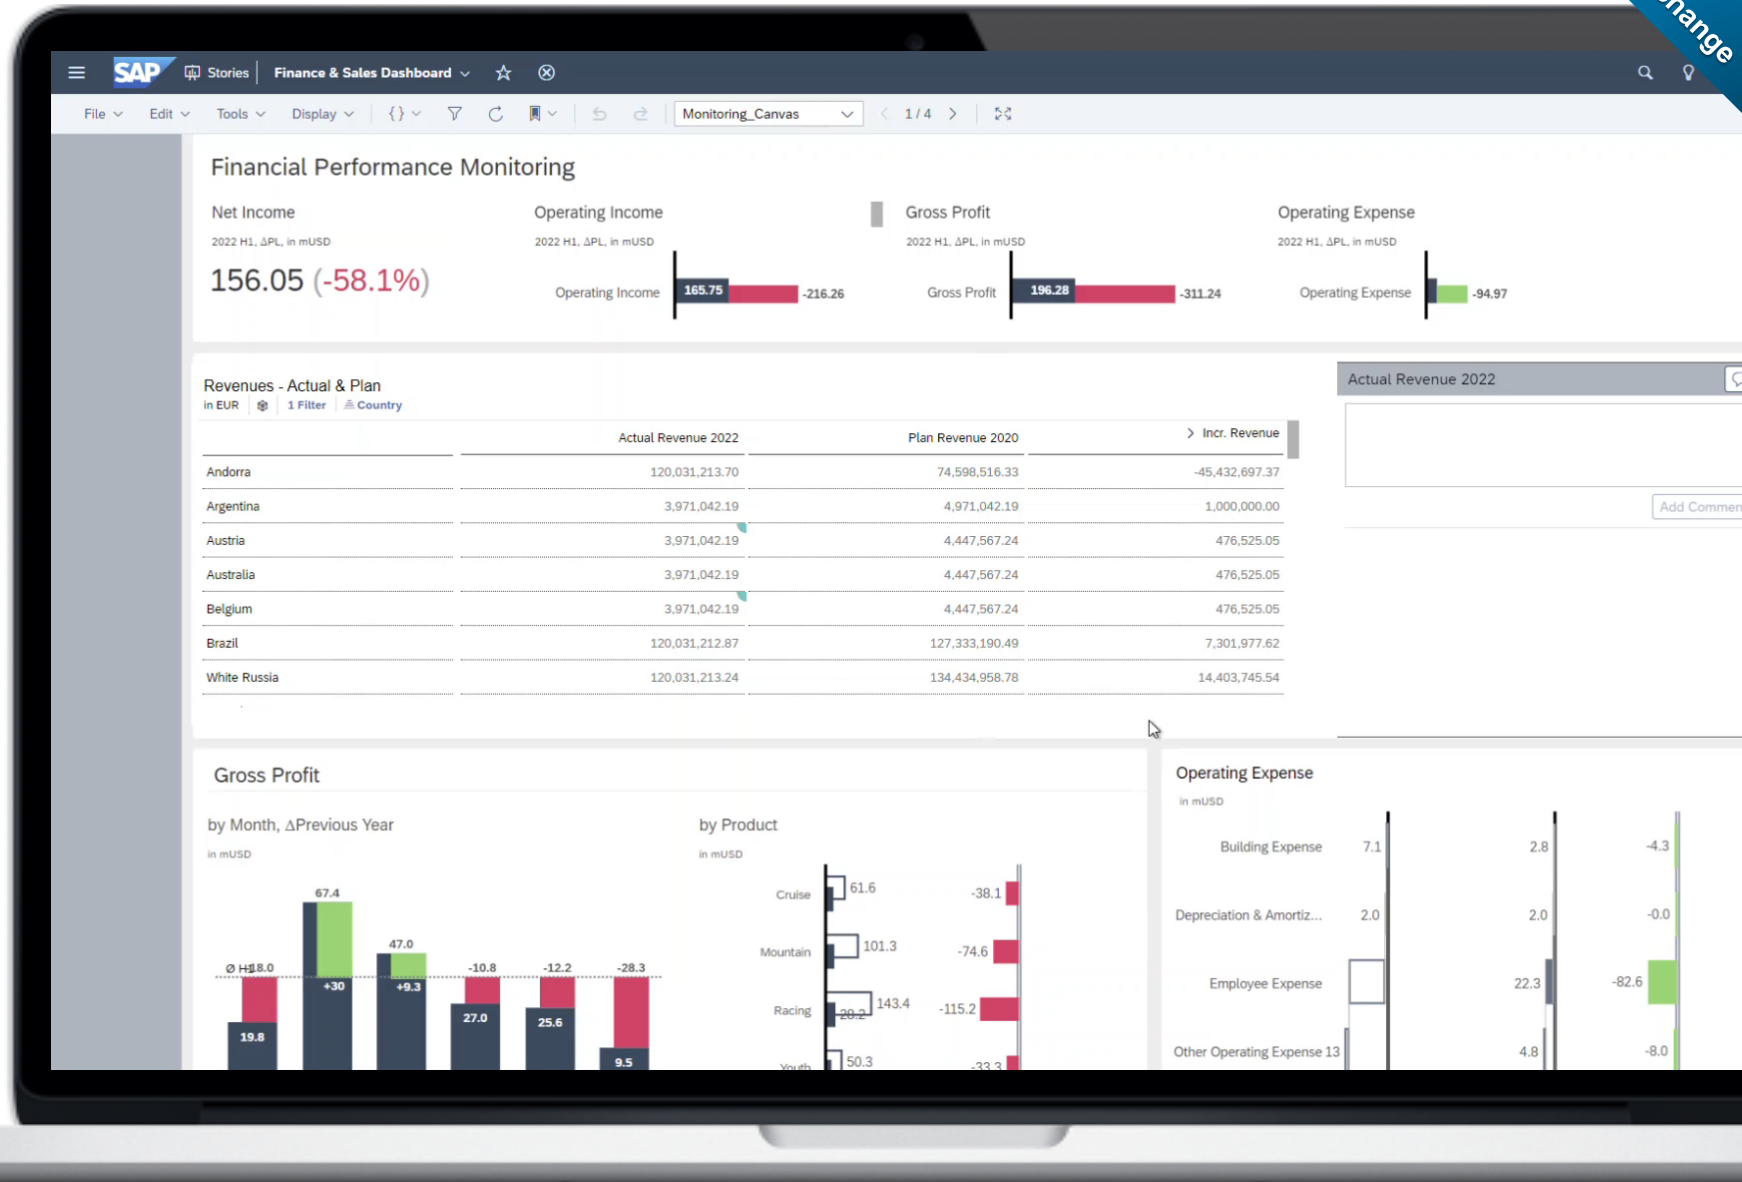 hange
SAP Stories Finance & Sales Dashboard
File Edit Tools Display {} Monitoring_Canvas 1 / 4
Financial Performance Monitoring
Net Income
2022 H1, ΔPL, in mUSD
156.05 (-58.1%)
Operating Income
2022 H1, ΔPL, in mUSD
Operating Income 165.75 -216.26
Gross Profit
2022 H1, ΔPL, in mUSD
Gross Profit 196.28 -311.24
Operating Expense
2022 H1, ΔPL, in mUSD
Operating Expense -94.97
Revenues - Actual & Plan
in EUR 1 Filter Country
Actual Revenue 2022 Plan Revenue 2020 Incr. Revenue
Andorra 120,031,213.70 74,598,516.33 -45,432,697.37
Argentina 3,971,042.19 4,971,042.19 1,000,000.00
Austria 3,971,042.19 4,447,567.24 476,525.05
Australia 3,971,042.19 4,447,567.24 476,525.05
Belgium 3,971,042.19 4,447,567.24 476,525.05
Brazil 120,031,212.87 127,333,190.49 7,301,977.62
White Russia 120,031,213.24 134,434,958.78 14,403,745.54
Actual Revenue 2022
Add Commen
Gross Profit
by Month, ΔPrevious Year
in mUSD
67.4
47.0
Ø H1 -18.0 -10.8 -12.2 -28.3
+30 +9.3
19.8 27.0 25.6 9.5
by Product
in mUSD
Cruise 61.6 -38.1
Mountain 101.3 -74.6
Racing 28.2 143.4 -115.2
Youth 50.3 -33.3
Operating Expense
in mUSD
Building Expense 7.1 2.8 -4.3
Depreciation & Amortiz... 2.0 2.0 -0.0
Employee Expense 22.3 -82.6
Other Operating Expense 13 4.8 -8.0